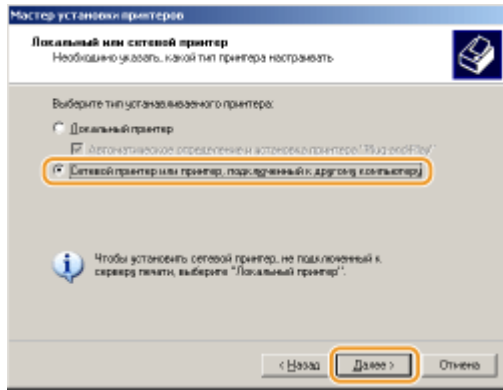 Мастер установки принтеров
Локальный или сетевой принтер
Необходимо указать, какой тип принтера настраивать
Выберите тип устанавливаемого принтера:
Локальный принтер
Автоматическое определение и установка принтера "Plug and Play"
Сетевой принтер или принтер, подключенный к другому компьютеру
Чтобы установить сетевой принтер, не подключенный к
серверу печати, выберите "Локальный принтер".
< Назад
Далее >
Отмена